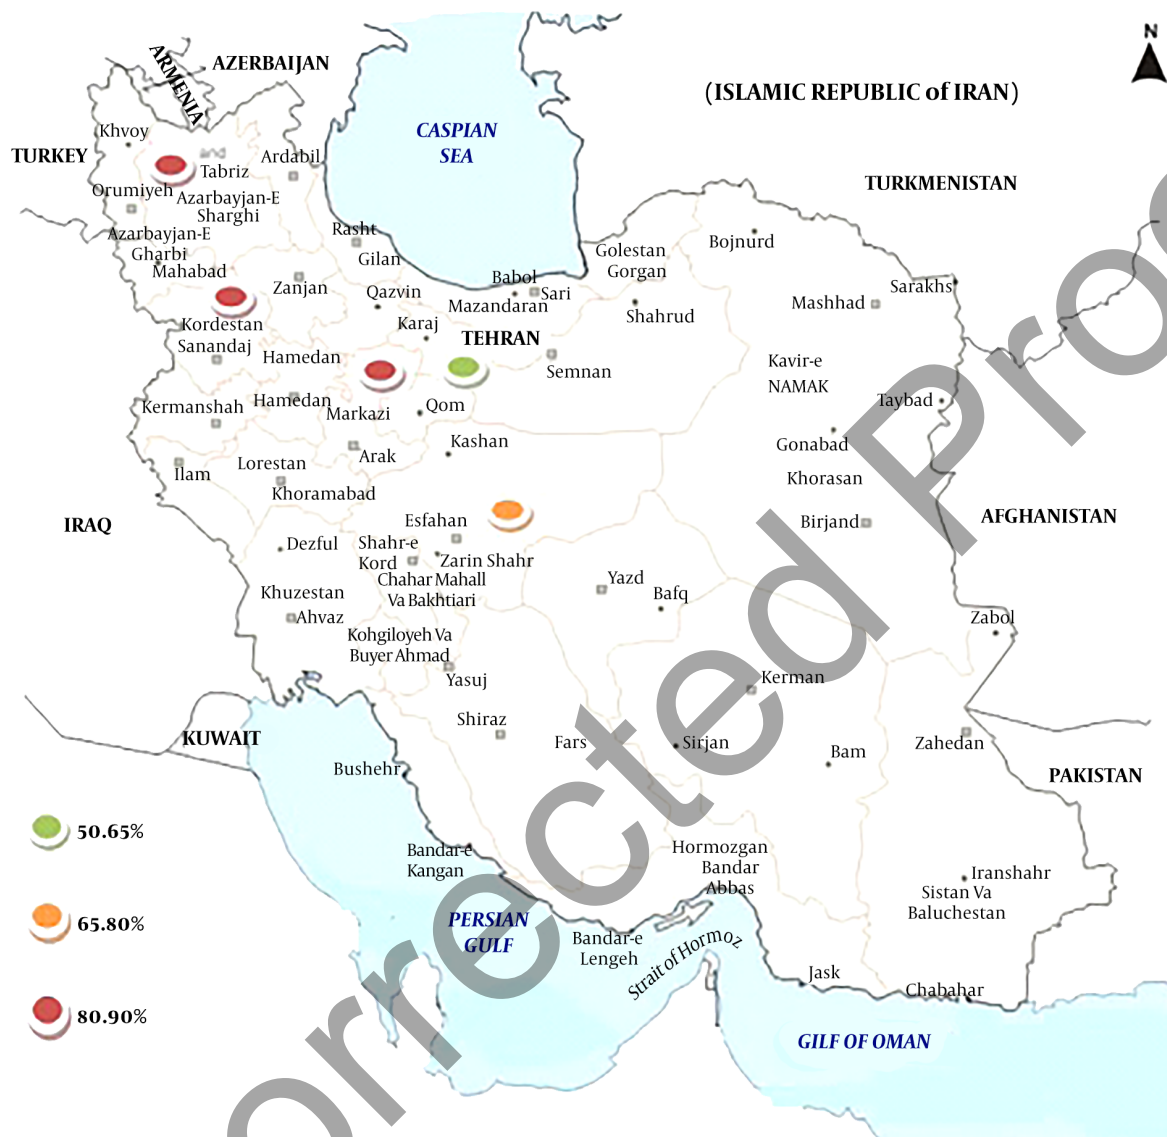 N
(ISLAMIC REPUBLIC of IRAN)
ARMENIA
AZERBAIJAN
CASPIAN
SEA
TURKEY
Khvoy
and
Tabriz
Ardabil
TURKMENISTAN
Orumiyeh
Azarbayjan-E
Sharghi
Azarbayjan-E
Gharbi
Mahabad
Rasht
Gilan
Golestan
Gorgan
Bojnurd
Zanjan
Qazvin
Babol
Sari
Mazandaran
Shahrud
Mashhad
Sarakhs
Kordestan
Sanandaj
Karaj
TEHRAN
Hamedan
Semnan
Kavir-e
NAMAK
Kermanshah
Hamedan
Markazi
Qom
Taybad
Kashan
Gonabad
Arak
Ilam
Lorestan
Khoramabad
Khorasan
IRAQ
Esfahan
Birjand
AFGHANISTAN
Dezful
Shahr-e
Kord
Zarin Shahr
Chahar Mahall
Va Bakhtiari
Yazd
Bafq
Khuzestan
Ahvaz
Zabol
Kohgiloyeh Va
Buyer Ahmad
Yasuj
Kerman
Shiraz
KUWAIT
Fars
Sirjan
Bam
Zahedan
Bushehr
PAKISTAN
50.65%
Bandar-e
Kangan
Hormozgan
Bandar
Abbas
Iranshahr
Sistan Va
Baluchestan
65.80%
PERSIAN
GULF
Bandar-e
Lengeh
Strait of Hormoz
Jask
Chabahar
80.90%
GILF OF OMAN
orrected Proo